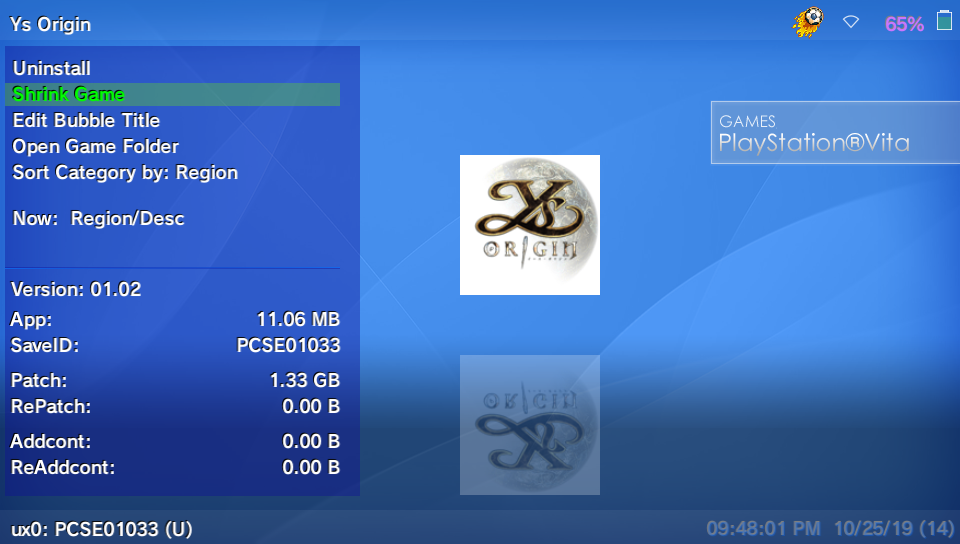 Ys Origin
65%
Uninstall
Shrink Game
Edit Bubble Title
Open Game Folder
Sort Category by: Region
Now: Region/Desc
GAMES
PlayStation®Vita
Ys
ORIGIN
Version: 01.02
App: 11.06 MB
SaveID: PCSE01033
Patch: 1.33 GB
RePatch: 0.00 B
Addcont: 0.00 B
ReAddcont: 0.00 B
ux0: PCSE01033 (U)
09:48:01 PM 10/25/19 (14)